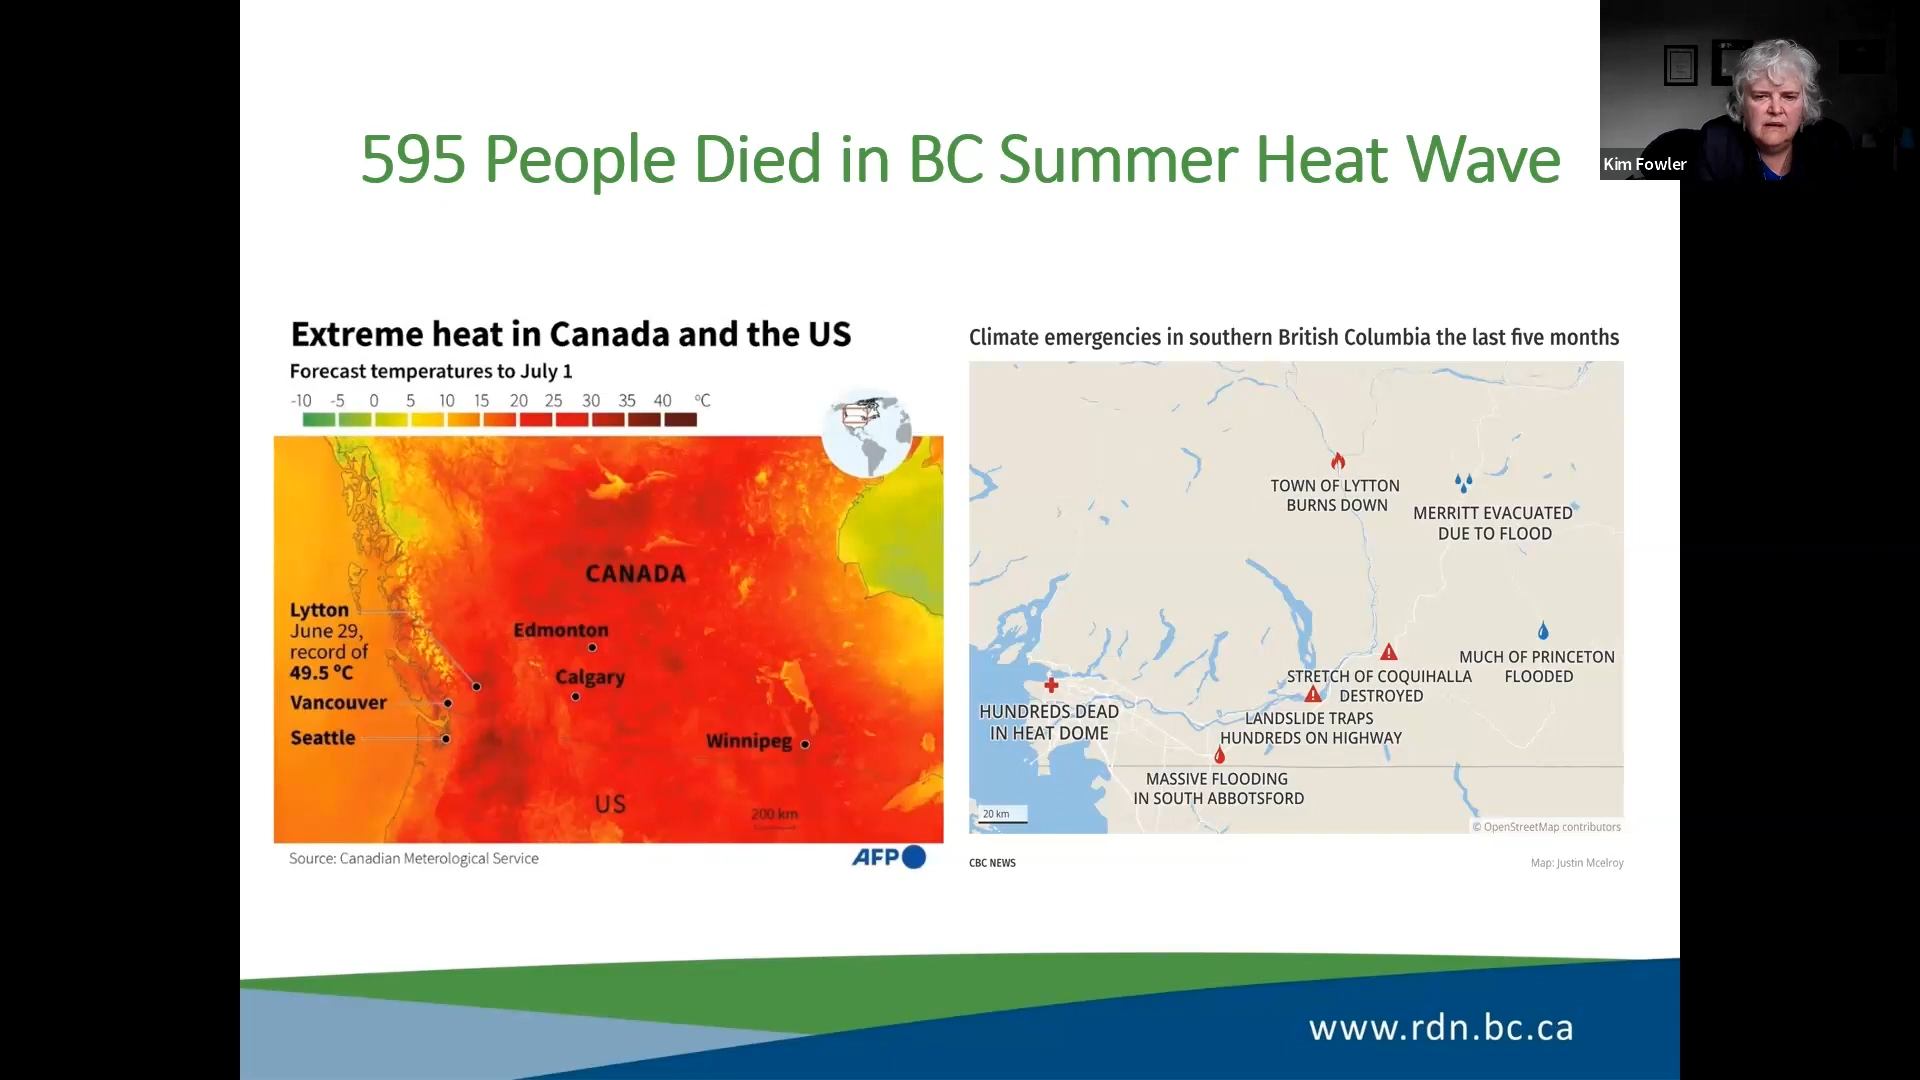 595 People Died in BC Summer Heat Wave
Kim Fowler
Extreme heat in Canada and the US
Forecast temperatures to July 1
-10 -5 0 5 10 15 20 25 30 35 40 ºC
CANADA
Lytton
June 29,
record of
49.5 ºC
Edmonton
Calgary
Vancouver
Seattle
Winnipeg
US
200 km
Source: Canadian Meterological Service
AFP
Climate emergencies in southern British Columbia the last five months
TOWN OF LYTTON
BURNS DOWN
MERRITT EVACUATED
DUE TO FLOOD
MUCH OF PRINCETON
FLOODED
STRETCH OF COQUIHALLA
DESTROYED
HUNDREDS DEAD
IN HEAT DOME
LANDSLIDE TRAPS
HUNDREDS ON HIGHWAY
MASSIVE FLOODING
IN SOUTH ABBOTSFORD
20 km
© OpenStreetMap contributors
CBC NEWS
Map: Justin Mcelroy
www.rdn.bc.ca